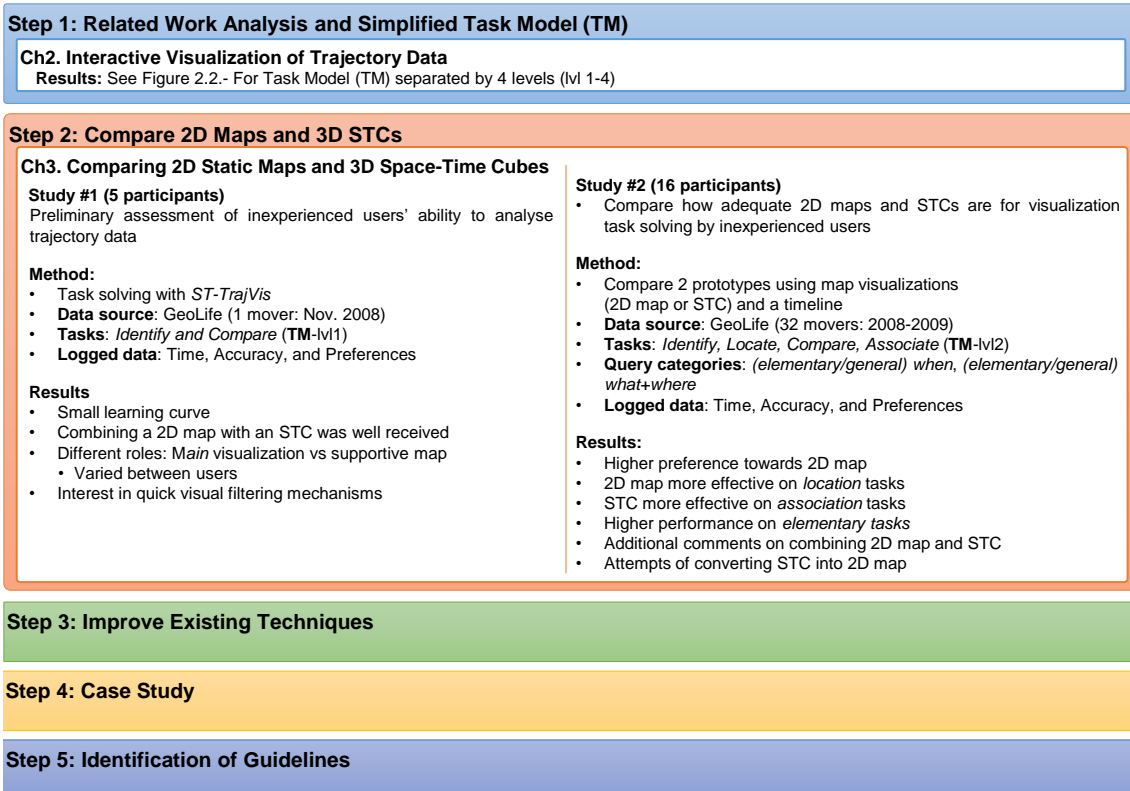 Step 1: Related Work Analysis and Simplified Task Model (TM)
Ch2. Interactive Visualization of Trajectory Data
Results: See Figure 2.2.- For Task Model (TM) separated by 4 levels (lvl 1-4)
Step 2: Compare 2D Maps and 3D STCs
Ch3. Comparing 2D Static Maps and 3D Space-Time Cubes
Study #1 (5 participants)
Preliminary assessment of inexperienced users' ability to analyse
trajectory data
Method:
• Task solving with ST-TrajVis
• Data source: GeoLife (1 mover: Nov. 2008)
• Tasks: Identify and Compare (TM-lvl1)
• Logged data: Time, Accuracy, and Preferences
Results
• Small learning curve
• Combining a 2D map with an STC was well received
• Different roles: Main visualization vs supportive map
• Varied between users
• Interest in quick visual filtering mechanisms
Study #2 (16 participants)
• Compare how adequate 2D maps and STCs are for visualization
task solving by inexperienced users
Method:
• Compare 2 prototypes using map visualizations
(2D map or STC) and a timeline
• Data source: GeoLife (32 movers: 2008-2009)
• Tasks: Identify, Locate, Compare, Associate (TM-lvl2)
• Query categories: (elementary/general) when, (elementary/general)
what+where
• Logged data: Time, Accuracy, and Preferences
Results:
• Higher preference towards 2D map
• 2D map more effective on location tasks
• STC more effective on association tasks
• Higher performance on elementary tasks
• Additional comments on combining 2D map and STC
• Attempts of converting STC into 2D map
Step 3: Improve Existing Techniques
Step 4: Case Study
Step 5: Identification of Guidelines